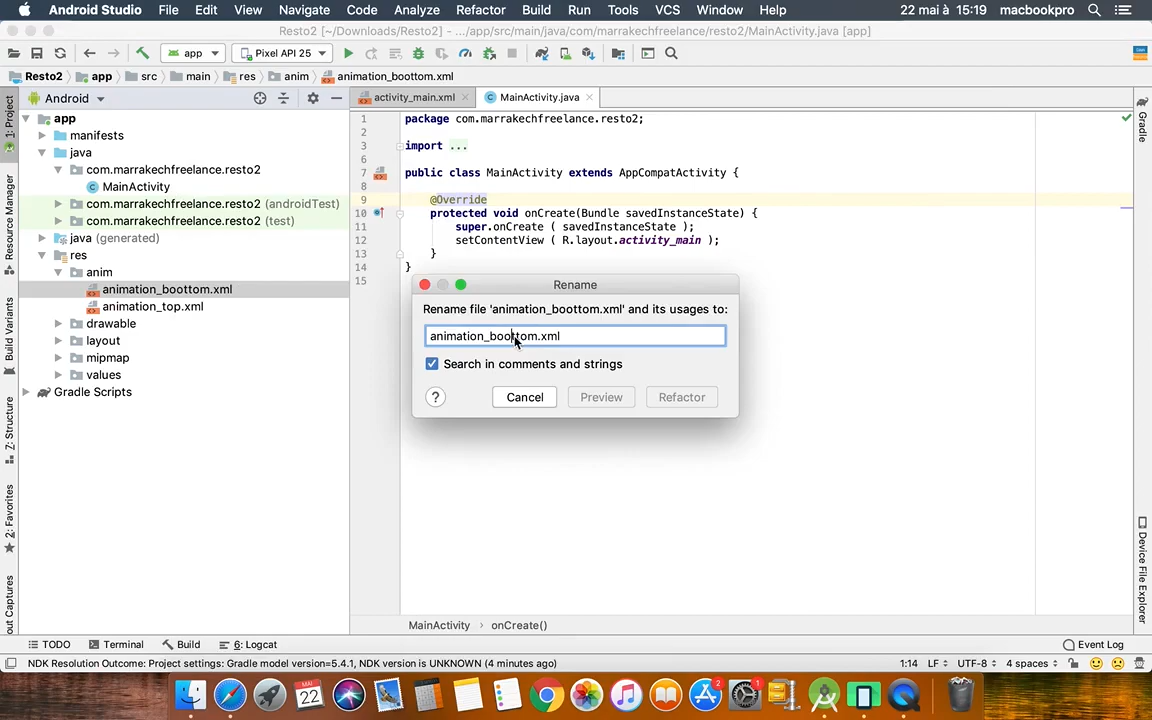 Android Studio File Edit View Navigate Code Analyze Refactor Build Run Tools VCS Window Help 22 mai à 15:19 macbookpro
Resto2 [~/Downloads/Resto2] - .../app/src/main/java/com/marrakechfreelance/resto2/MainActivity.java [app]
app Pixel API 25
Resto2 app src main res anim animation_boottom.xml
Android activity_main.xml MainActivity.java
1: Project
Resource Manager
Build Variants
Z: Structure
2: Favorites
out Captures
app
manifests
java
com.marrakechfreelance.resto2
MainActivity
com.marrakechfreelance.resto2 (androidTest)
com.marrakechfreelance.resto2 (test)
java (generated)
res
anim
animation_boottom.xml
animation_top.xml
drawable
layout
mipmap
values
Gradle Scripts
1 package com.marrakechfreelance.resto2;
2
3 import ...
6
7 public class MainActivity extends AppCompatActivity {
8
9 @Override
10 protected void onCreate(Bundle savedInstanceState) {
11 super.onCreate ( savedInstanceState );
12 setContentView ( R.layout.activity_main );
13 }
14 }
15
Rename
Rename file 'animation_boottom.xml' and its usages to:
animation_boottom.xml
Search in comments and strings
? Cancel Preview Refactor
Gradle
Device File Explorer
MainActivity › onCreate()
TODO Terminal Build 6: Logcat Event Log
NDK Resolution Outcome: Project settings: Gradle model version=5.4.1, NDK version is UNKNOWN (4 minutes ago) 1:14 LF UTF-8 4 spaces
MAI
22
2
1